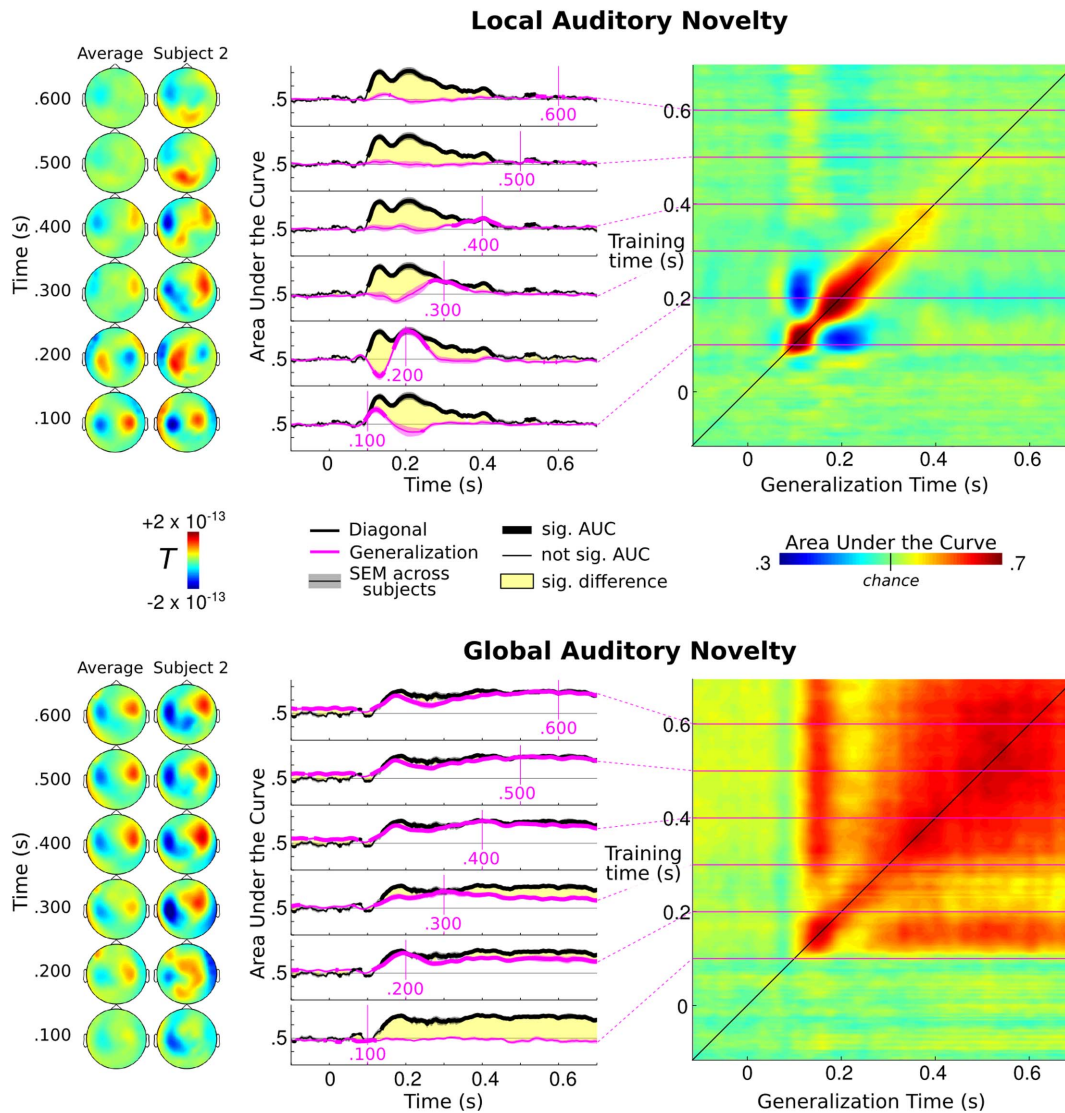 Local Auditory Novelty
Average Subject 2
Time (s)
.600
.500
.400
.300
.200
.100
Area Under the Curve
.5
.600
.5
.500
.5
.400
.5
.300
.5
.200
.5
.100
0 0.2 0.4 0.6
Time (s)
Training
time (s)
0.6
0.4
0.2
0
0 0.2 0.4 0.6
Generalization Time (s)
+2 x 10-13
T
-2 x 10-13
Diagonal
Generalization
SEM across
subjects
sig. AUC
not sig. AUC
sig. difference
Area Under the Curve
.3 .7
chance
Global Auditory Novelty
Average Subject 2
Time (s)
.600
.500
.400
.300
.200
.100
Area Under the Curve
.5
.600
.5
.500
.5
.400
.5
.300
.5
.200
.5
.100
0 0.2 0.4 0.6
Time (s)
Training
time (s)
0.6
0.4
0.2
0
0 0.2 0.4 0.6
Generalization Time (s)